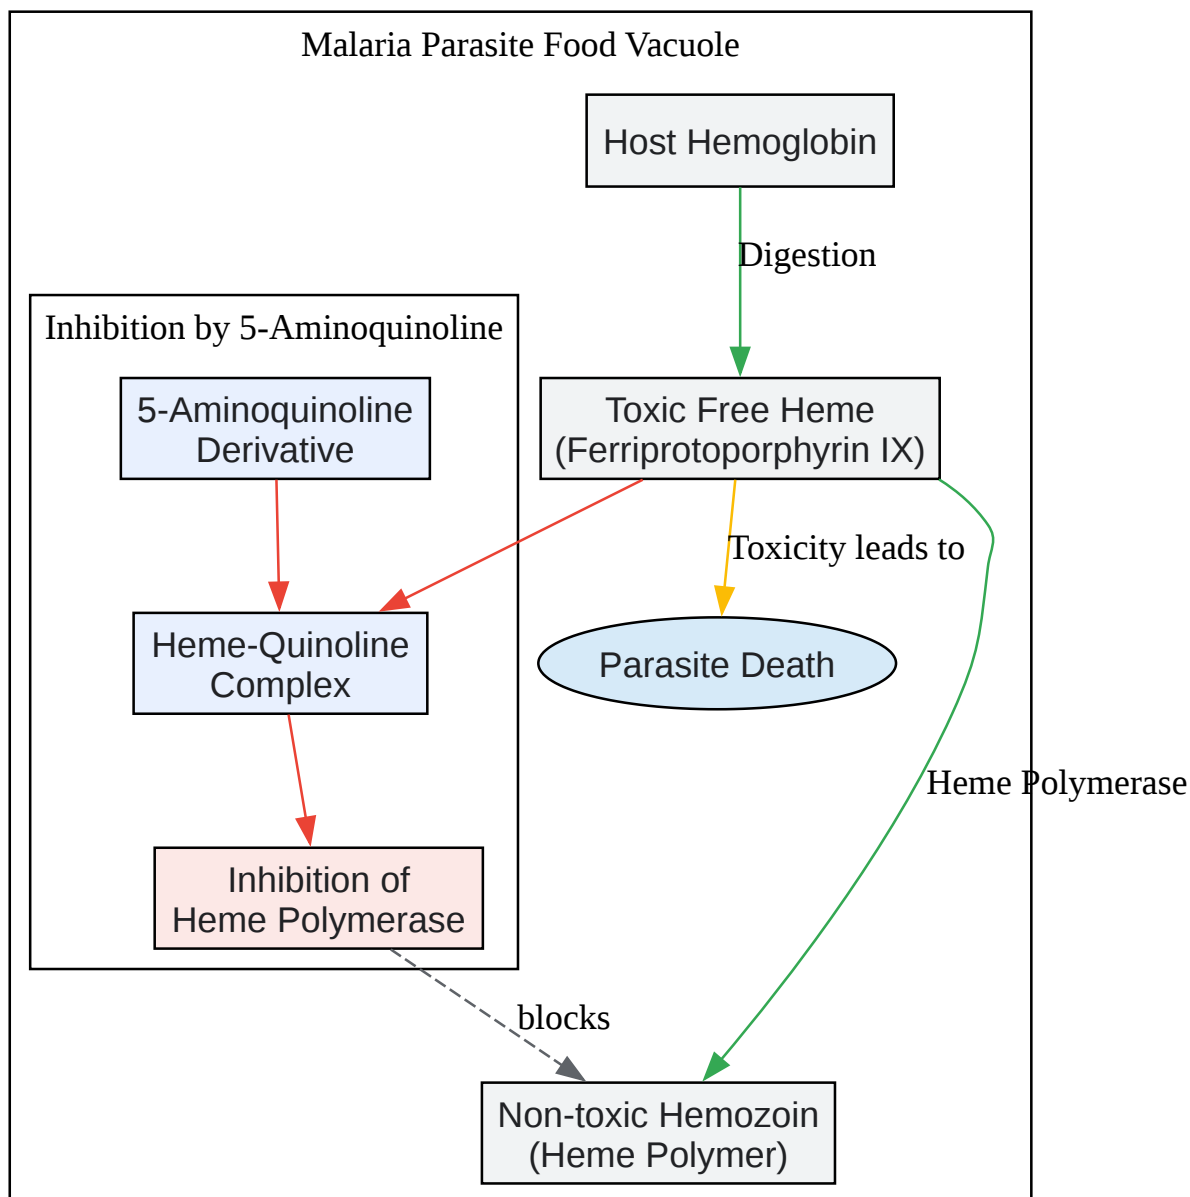 Malaria Parasite Food Vacuole
Host Hemoglobin
Digestion
Inhibition by 5-Aminoquinoline
5-Aminoquinoline
Derivative
Toxic Free Heme
(Ferriprotoporphyrin IX)
Toxicity leads to
Heme-Quinoline
Complex
Parasite Death
Heme Polymerase
Inhibition of
Heme Polymerase
blocks
Non-toxic Hemozoin
(Heme Polymer)